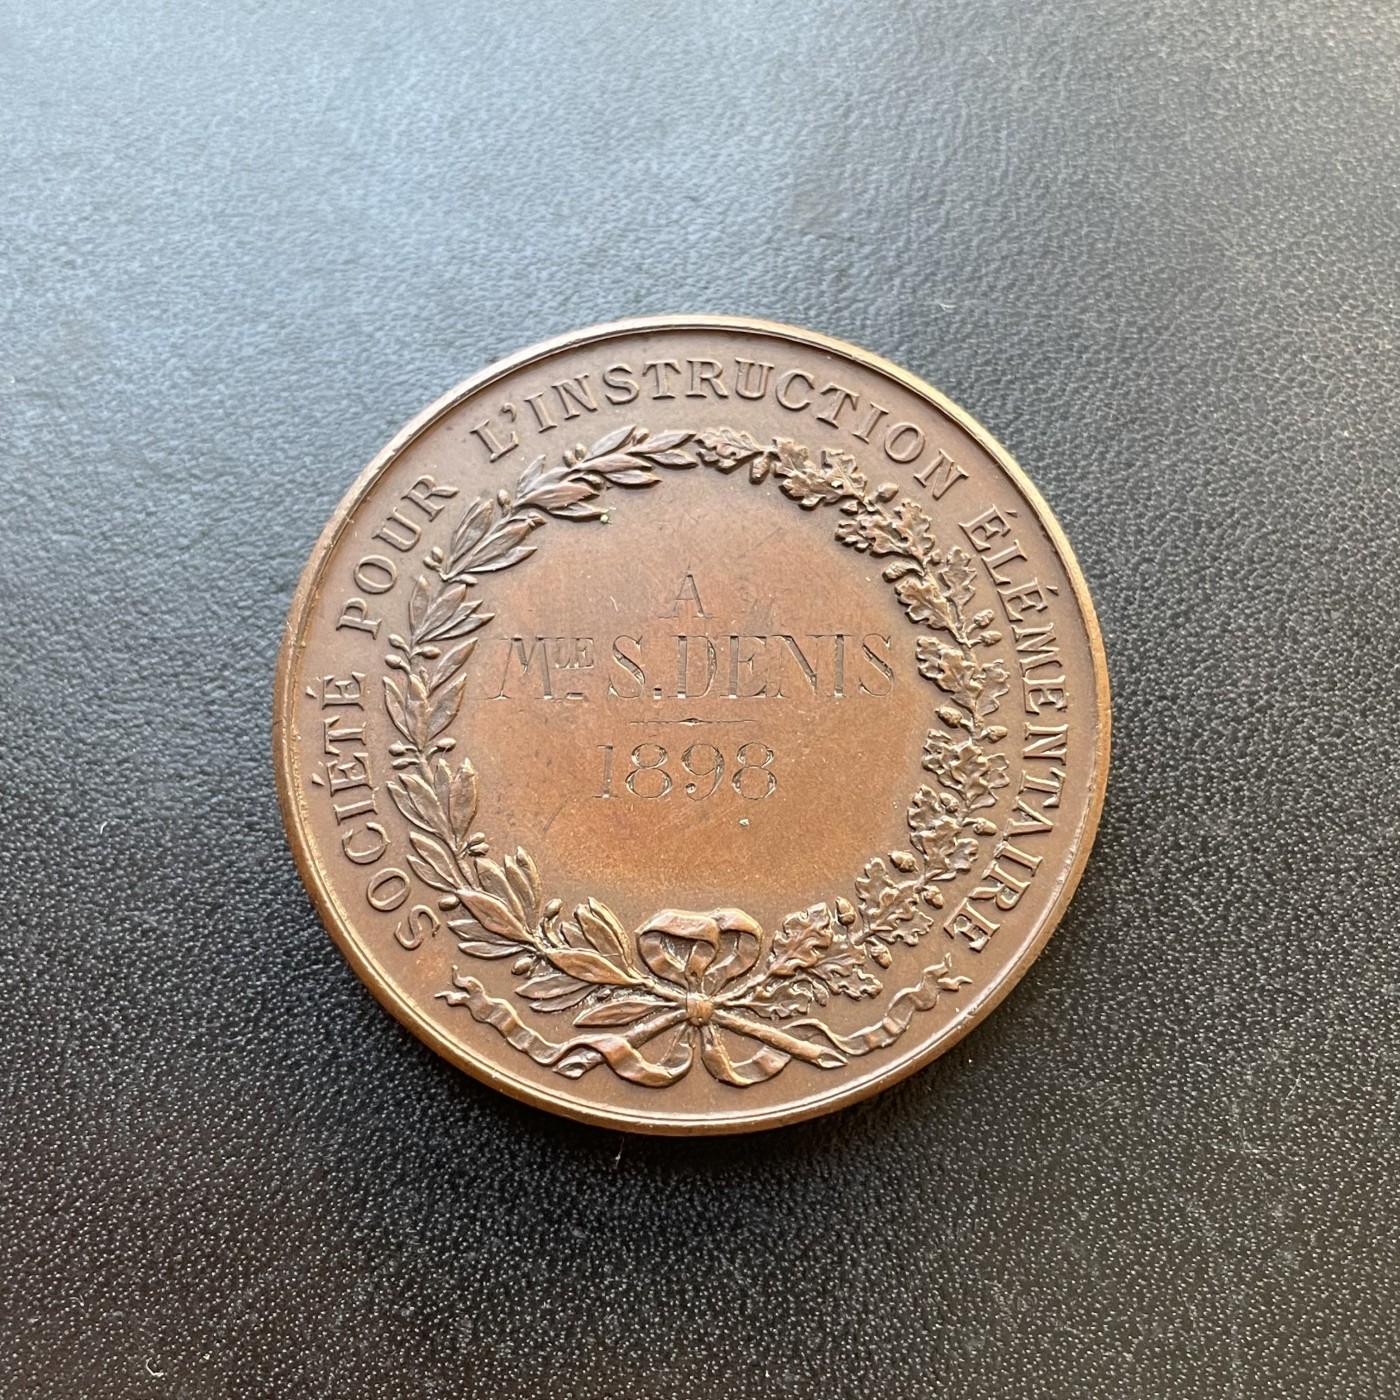 SOCIÉTÉ POUR L'INSTRUCTION ÉLÉMENTAIRE
A
MLLE S. DENIS
1898